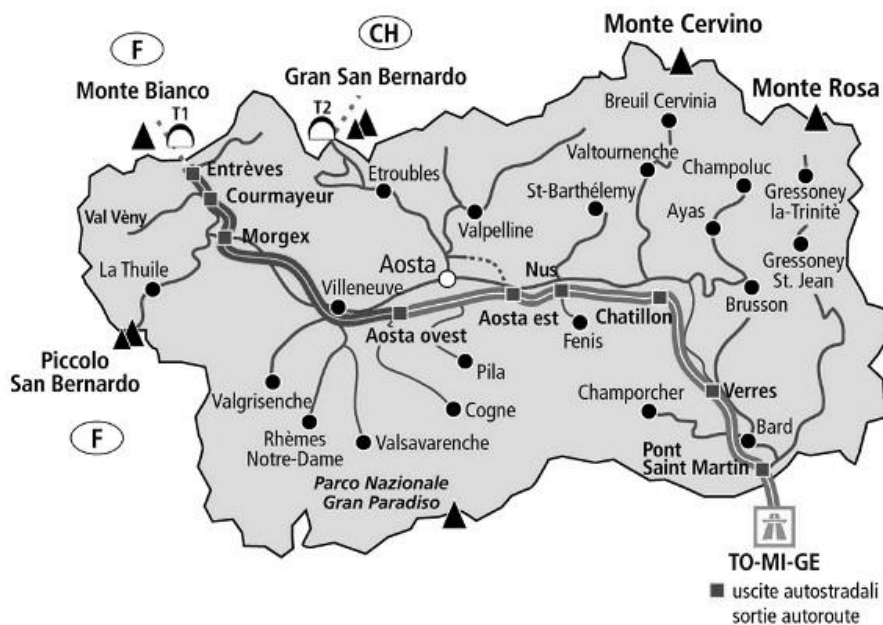 F
CH
Monte Cervino
Monte Bianco
Gran San Bernardo
Monte Rosa
T1
T2
Breuil Cervinia
Entrèves
Etroubles
Valtournenche
Champoluc
Courmayeur
St-Barthélemy
Gressoney
la-Trinitè
Val Vèny
Valpelline
Ayas
Morgex
Aosta
Nus
Gressoney
St. Jean
La Thuile
Villeneuve
Brusson
Aosta ovest
Aosta est
Chatillon
Fenis
Piccolo
San Bernardo
Pila
Valgrisenche
Cogne
Champorcher
Verres
F
Rhêmes
Notre-Dame
Valsavarenche
Bard
Pont
Saint Martin
Parco Nazionale
Gran Paradiso
TO-MI-GE
uscite autostradali
sortie autoroute